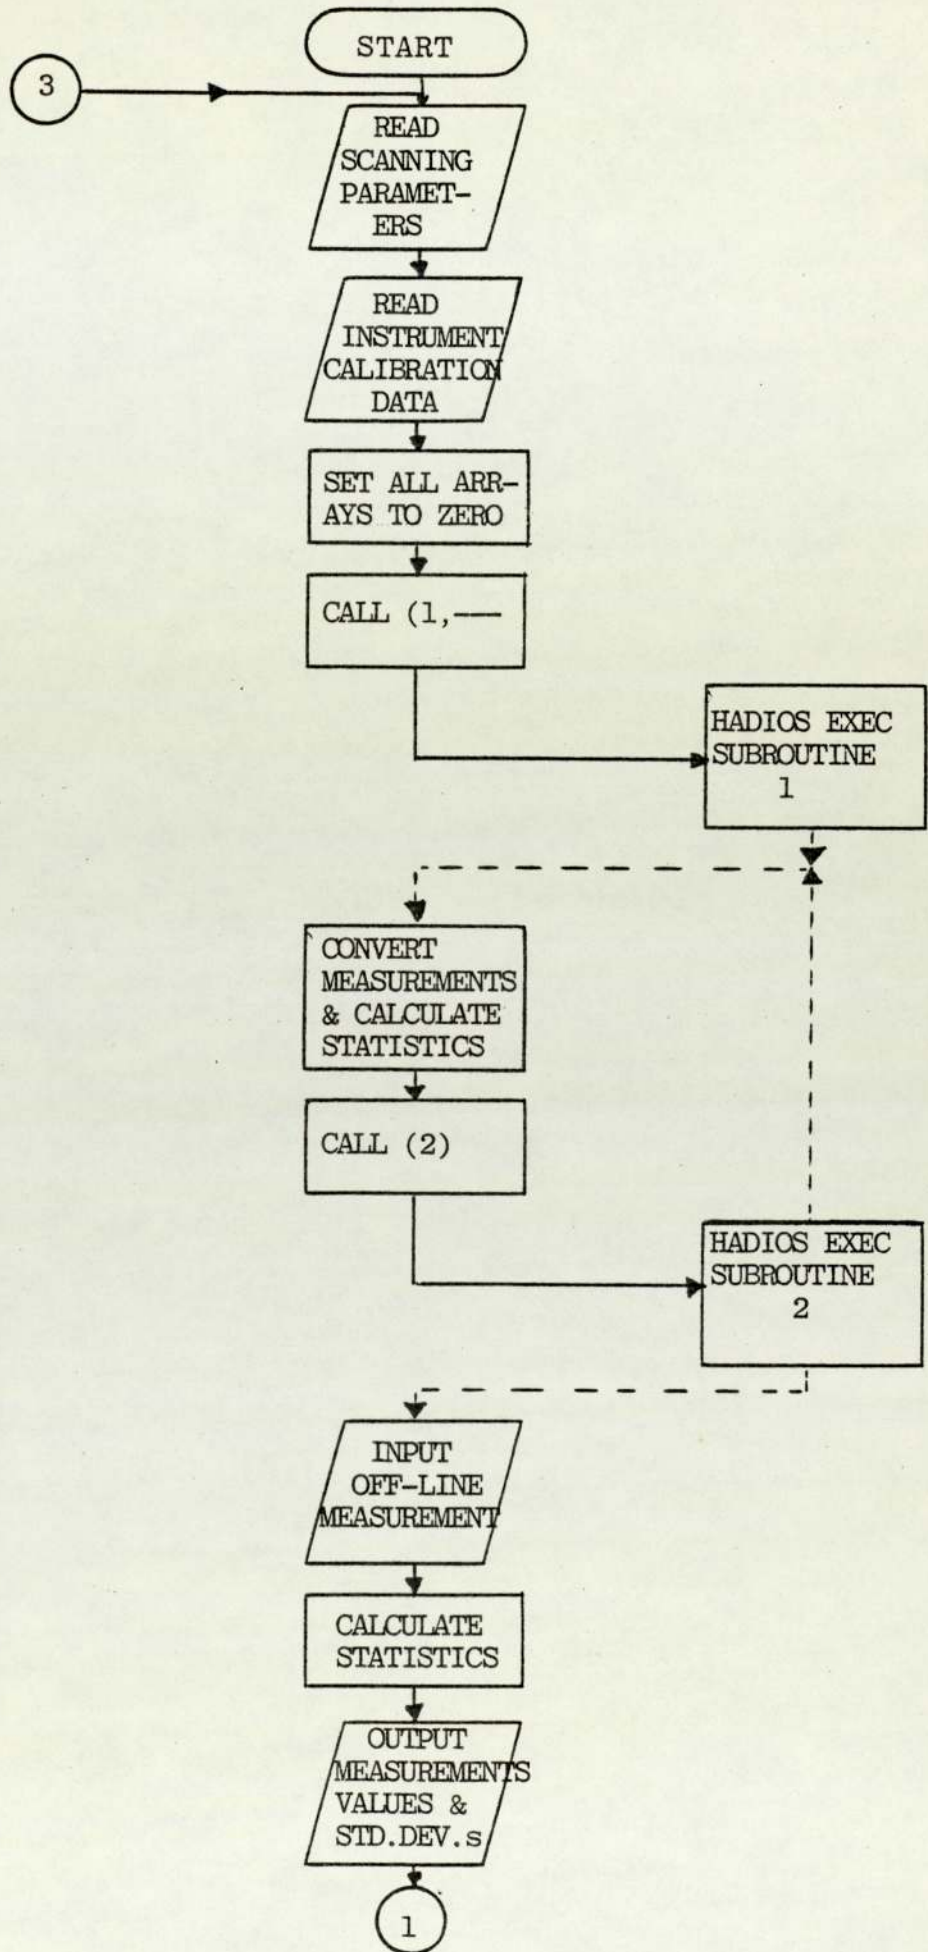 START
3
READ
SCANNING
PARAMET-
ERS
READ
INSTRUMENT
CALIBRATION
DATA
SET ALL ARR-
AYS TO ZERO
CALL (1,---
HADIOS EXEC
SUBROUTINE
1
CONVERT
MEASUREMENTS
& CALCULATE
STATISTICS
CALL (2)
HADIOS EXEC
SUBROUTINE
2
INPUT
OFF-LINE
MEASUREMENT
CALCULATE
STATISTICS
OUTPUT
MEASUREMENTS
VALUES &
STD.DEV.s
1